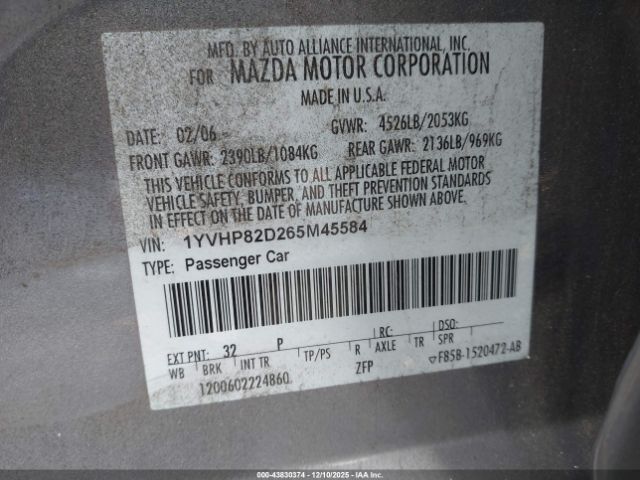 MFD. BY AUTO ALLIANCE INTERNATIONAL, INC.
FOR MAZDA MOTOR CORPORATION
MADE IN U.S.A.
DATE: 02/06 GVWR: 4526LB/2053KG
FRONT GAWR: 2390LB/1084KG REAR GAWR: 2136LB/969KG
THIS VEHICLE CONFORMS TO ALL APPLICABLE FEDERAL MOTOR
VEHICLE SAFETY, BUMPER, AND THEFT PREVENTION STANDARDS
IN EFFECT ON THE DATE OF MANUFACTURE SHOWN ABOVE.
VIN: 1YVHP82D265M45584
TYPE: Passenger Car
EXT PNT: 32 P RC: DSO:
WB BRK INT TR TP/PS R AXLE TR SPR
1200602224860 ZFP F85B-1520472-AB
00-43830374 | 12/10/2025 | IAA, Inc.